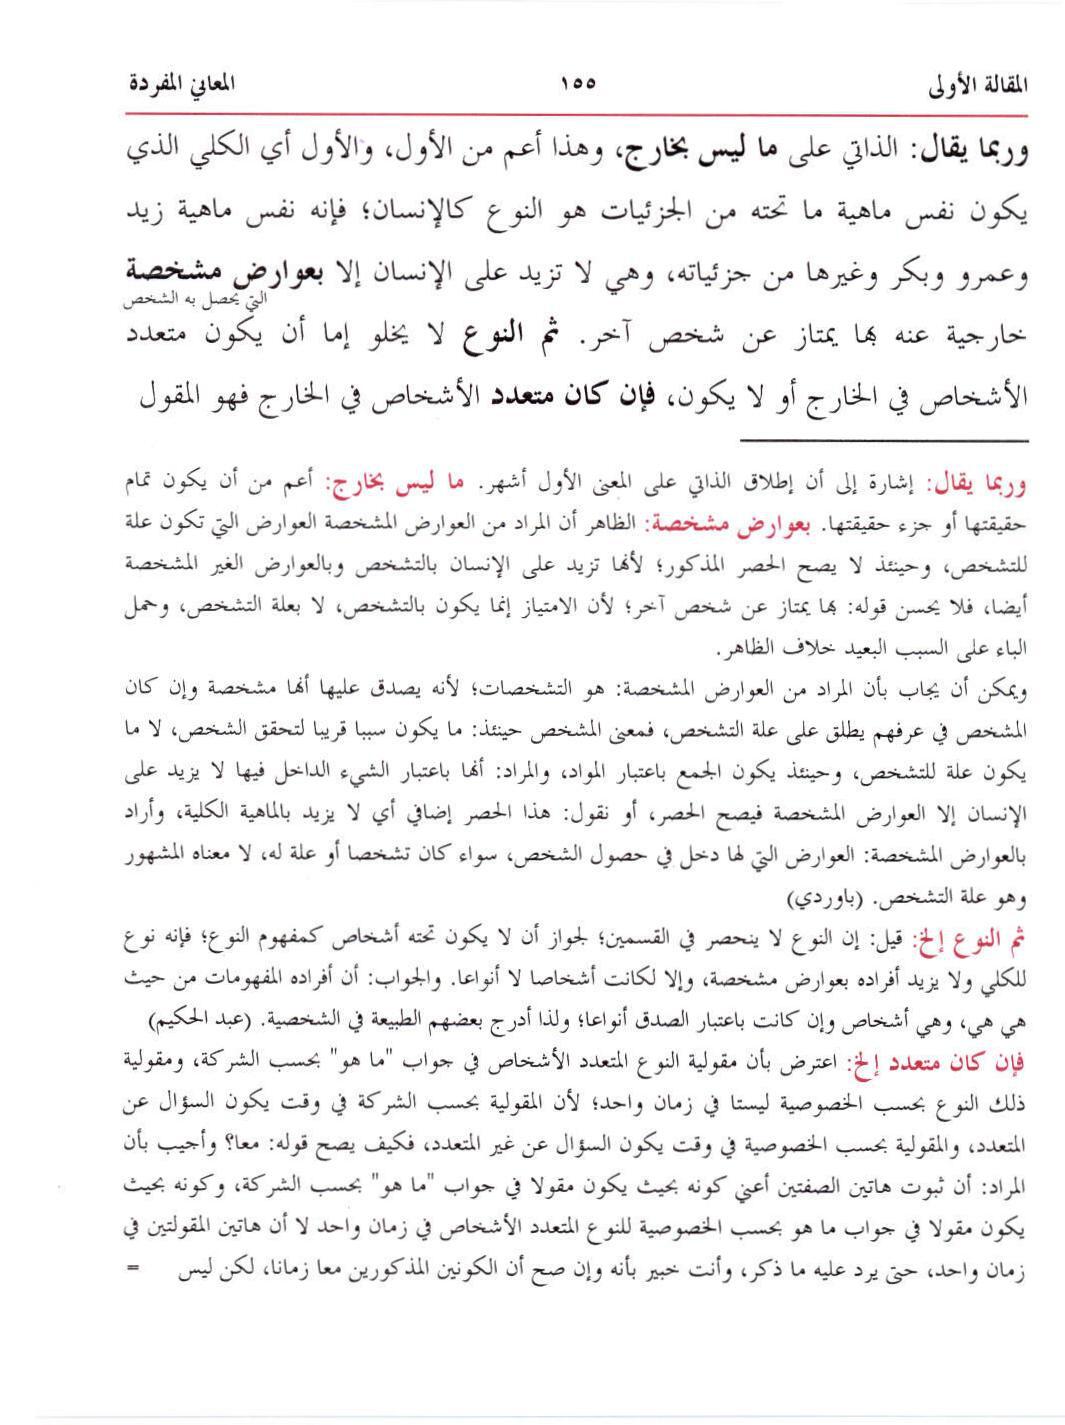 المقالة الأولى ١٥٥ المعاني المفردة
وربما يقال: الذاتي على ما ليس بخارج، وهذا أعم من الأول، والأول أي الكلي الذي
يكون نفس ماهية ما تحته من الجزئيات هو النوع كالإنسان؛ فإنه نفس ماهية زيد
وعمرو وبكر وغيرها من جزئياته، وهي لا تزيد على الإنسان إلا بعوارض مشخصة
التي يحصل به الشخص
خارجية عنه بها يمتاز عن شخص آخر. ثم النوع لا يخلو إما أن يكون متعدد
الأشخاص في الخارج أو لا يكون، فإن كان متعدد الأشخاص في الخارج فهو المقول
وربما يقال: إشارة إلى أن إطلاق الذاتي على المعنى الأول أشهر. ما ليس بخارج: أعم من أن يكون تمام
حقيقتها أو جزء حقيقتها. بعوارض مشخصة: الظاهر أن المراد من العوارض المشخصة العوارض التي تكون علة
للتشخص، وحينئذ لا يصح الحصر المذكور؛ لأنها تزيد على الإنسان بالتشخص وبالعوارض الغير المشخصة
أيضا، فلا يحسن قوله: بها يمتاز عن شخص آخر؛ لأن الامتياز إنما يكون بالتشخص، لا بعلة التشخص، وحمل
الباء على السبب البعيد خلاف الظاهر.
ويمكن أن يجاب بأن المراد من العوارض المشخصة: هو التشخصات؛ لأنه يصدق عليها أنها مشخصة وإن كان
المشخص في عرفهم يطلق على علة التشخص، فمعنى المشخص حينئذ: ما يكون سببا قريبا لتحقق الشخص، لا ما
يكون علة للتشخص، وحينئذ يكون الجمع باعتبار المواد، والمراد: أنها باعتبار الشيء الداخل فيها لا يزيد على
الإنسان إلا العوارض المشخصة فيصح الحصر، أو نقول: هذا الحصر إضافي أي لا يزيد بالماهية الكلية، وأراد
بالعوارض المشخصة: العوارض التي لها دخل في حصول الشخص، سواء كان تشخصا أو علة له، لا معناه المشهور
وهو علة التشخص. (باوردي)
ثم النوع إلخ: قيل: إن النوع لا ينحصر في القسمين؛ لجواز أن لا يكون تحته أشخاص كمفهوم النوع؛ فإنه نوع
للكلي ولا يزيد أفراده بعوارض مشخصة، وإلا لكانت أشخاصا لا أنواعا. والجواب: أن أفراده المفهومات من حيث
هي هي، وهي أشخاص وإن كانت باعتبار الصدق أنواعا؛ ولذا أدرج بعضهم الطبيعة في الشخصية. (عبد الحكيم)
فإن كان متعدد إلخ: اعترض بأن مقولية النوع المتعدد الأشخاص في جواب "ما هو" بحسب الشركة، ومقولية
ذلك النوع بحسب الخصوصية ليستا في زمان واحد؛ لأن المقولية بحسب الشركة في وقت يكون السؤال عن
المتعدد، والمقولية بحسب الخصوصية في وقت يكون السؤال عن غير المتعدد، فكيف يصح قوله: معا؟ وأجيب بأن
المراد: أن ثبوت هاتين الصفتين أعني كونه بحيث يكون مقولا في جواب "ما هو" بحسب الشركة، وكونه بحيث
يكون مقولا في جواب ما هو بحسب الخصوصية للنوع المتعدد الأشخاص في زمان واحد لا أن هاتين المقولتين في
زمان واحد، حتى يرد عليه ما ذكر، وأنت خبير بأنه وإن صح أن الكونين المذكورين معا زمانا، لكن ليس =